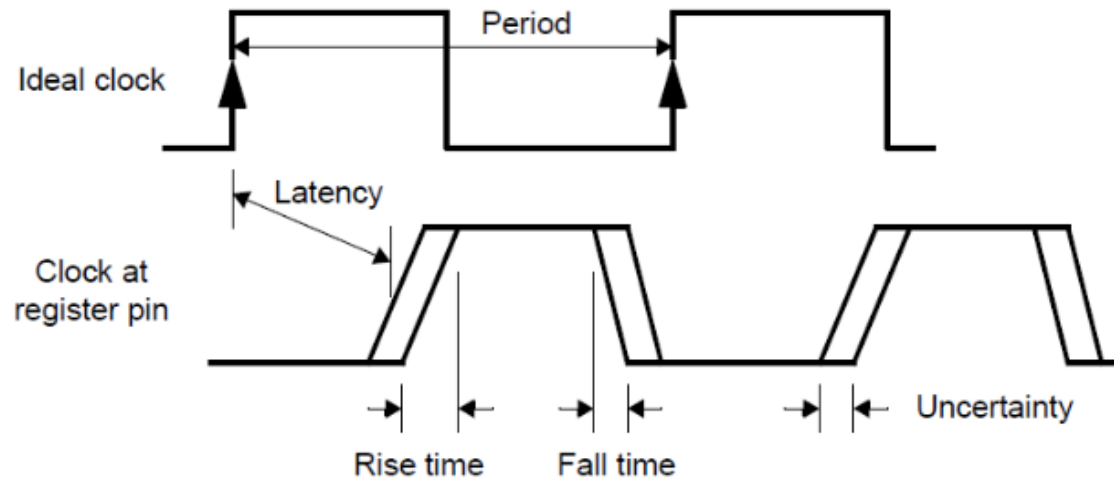 Period
Ideal clock
Latency
Clock at
register pin
Uncertainty
Rise time
Fall time